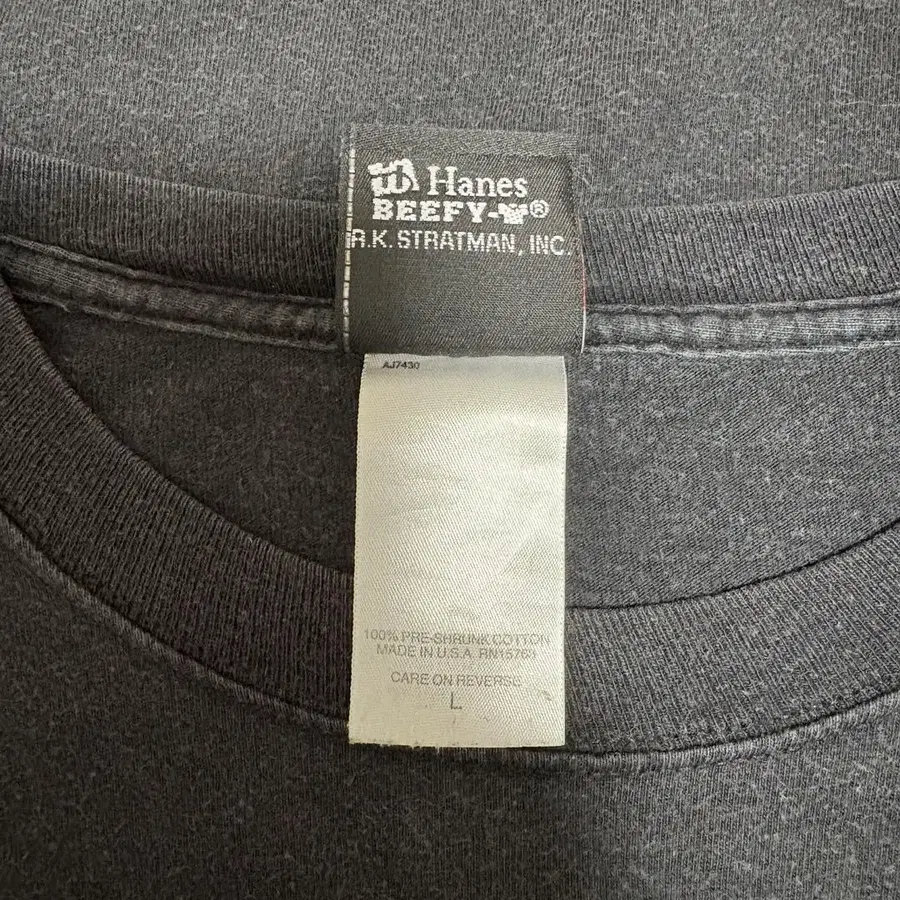 Hanes
BEEFY-T®
R.K. STRATMAN, INC.
AJ7430
100% PRE-SHRUNK COTTON
MADE IN U.S.A RN15763
CARE ON REVERSE
L